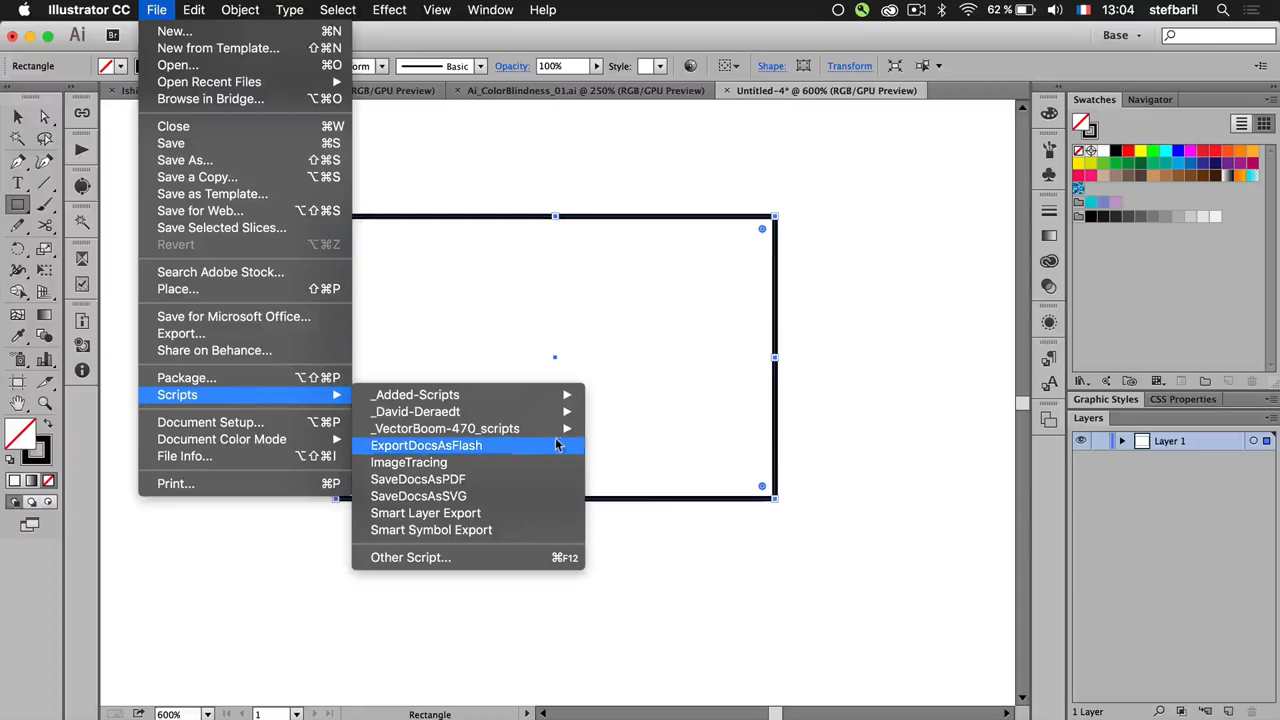 Illustrator CC File Edit Object Type Select Effect View Window Help 62 % 13:04 stefbaril
Ai Br Base
Rectangle Basic Opacity: 100% Style: Shape: Transform
/GPU Preview) × Ai_ColorBlindness_01.ai @ 250% (RGB/GPU Preview) × Untitled-4* @ 600% (RGB/GPU Preview)
New... ⌘N
New from Template... ⇧⌘N
Open... ⌘O
Open Recent Files
Browse in Bridge... ⌥⌘O
Close ⌘W
Save ⌘S
Save As... ⇧⌘S
Save a Copy... ⌥⌘S
Save as Template...
Save for Web... ⌥⇧⌘S
Save Selected Slices...
Revert ⌥⌘Z
Search Adobe Stock...
Place... ⇧⌘P
Save for Microsoft Office...
Export...
Share on Behance...
Package... ⌥⇧⌘P
Scripts
Document Setup... ⌥⌘P
Document Color Mode
File Info... ⌥⇧⌘I
Print... ⌘P
_Added-Scripts
_David-Deraedt
_VectorBoom-470_scripts
ExportDocsAsFlash
ImageTracing
SaveDocsAsPDF
SaveDocsAsSVG
Smart Layer Export
Smart Symbol Export
Other Script... ⌘F12
Swatches Navigator
Graphic Styles CSS Properties
Layers
Layer 1
1 Layer
600% 1 Rectangle